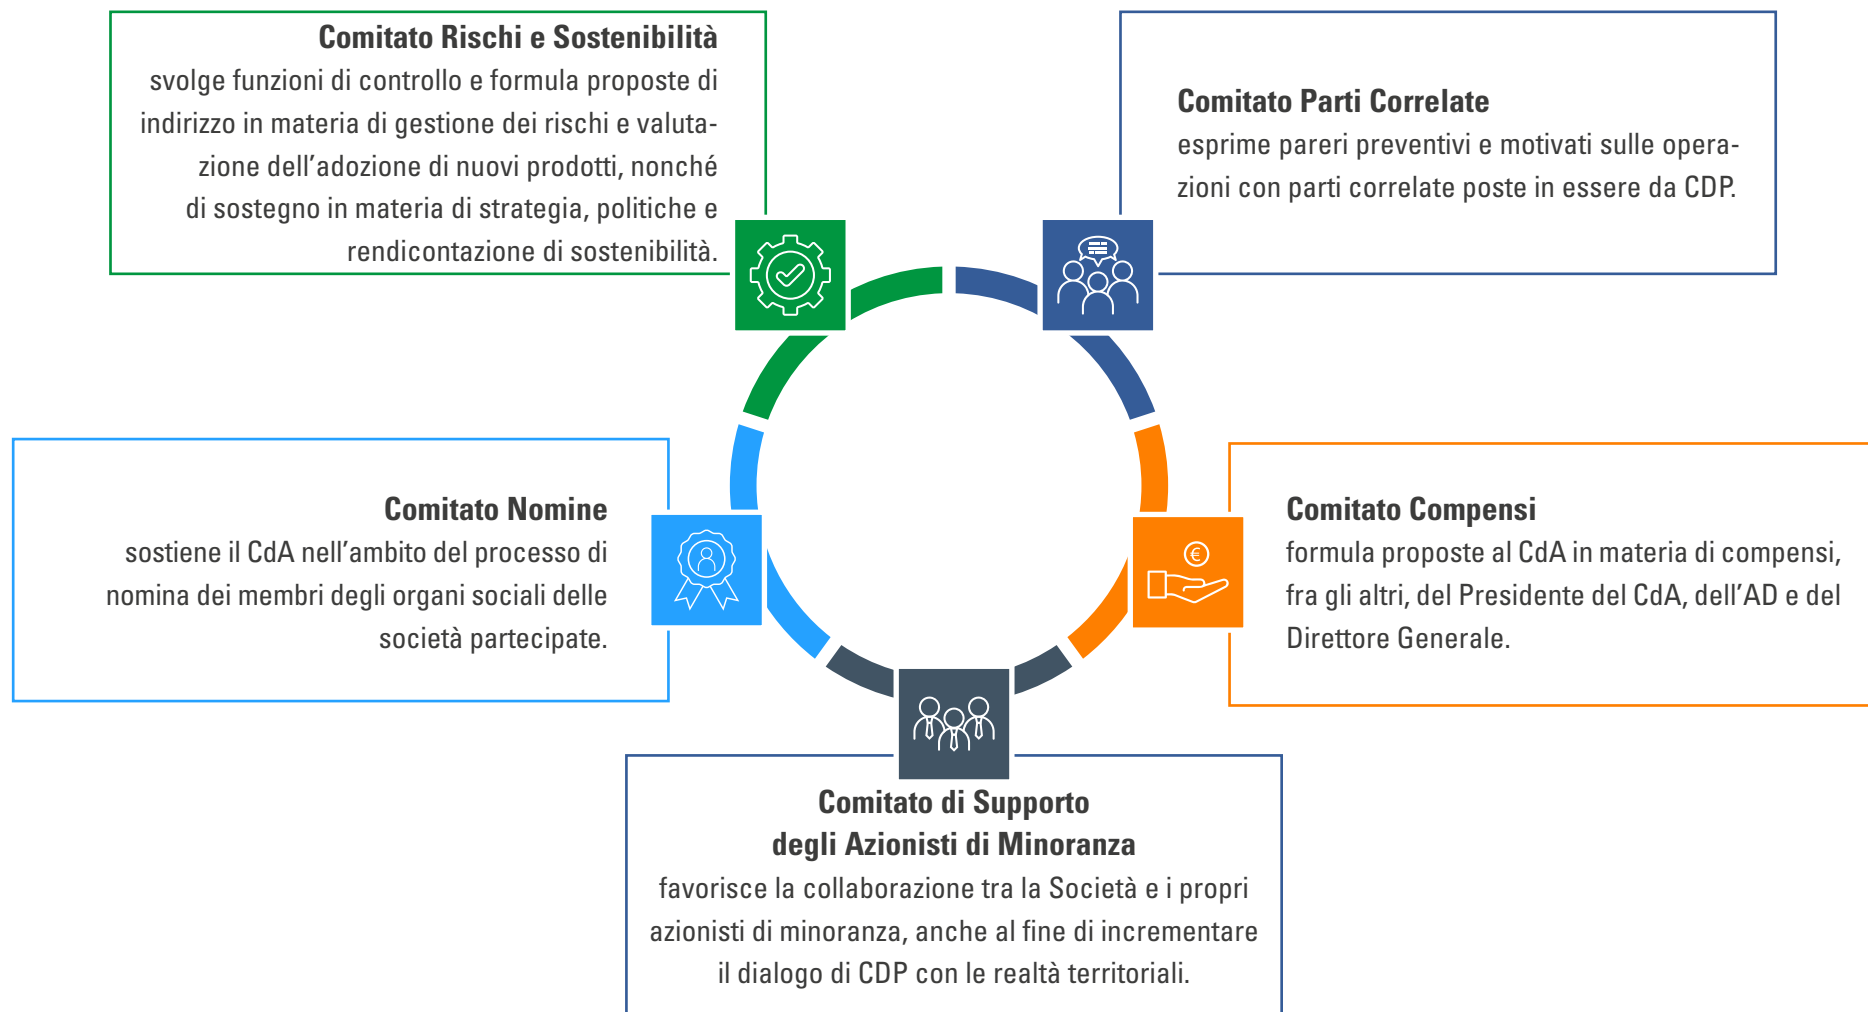 Comitato Rischi e Sostenibilità
svolge funzioni di controllo e formula proposte di
indirizzo in materia di gestione dei rischi e valuta-
zione dell’adozione di nuovi prodotti, nonché
di sostegno in materia di strategia, politiche e
rendicontazione di sostenibilità.
Comitato Parti Correlate
esprime pareri preventivi e motivati sulle opera-
zioni con parti correlate poste in essere da CDP.
Comitato Nomine
sostiene il CdA nell’ambito del processo di
nomina dei membri degli organi sociali delle
società partecipate.
Comitato Compensi
formula proposte al CdA in materia di compensi,
fra gli altri, del Presidente del CdA, dell’AD e del
Direttore Generale.
€
Comitato di Supporto
degli Azionisti di Minoranza
favorisce la collaborazione tra la Società e i propri
azionisti di minoranza, anche al fine di incrementare
il dialogo di CDP con le realtà territoriali.